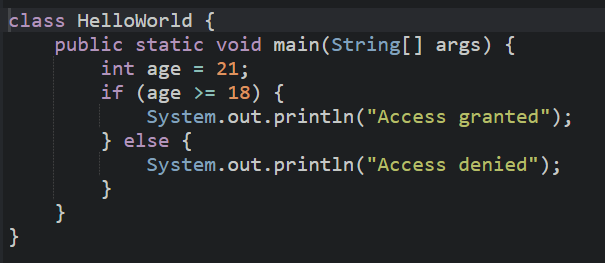 class HelloWorld {
    public static void main(String[] args) {
        int age = 21;
        if (age >= 18) {
            System.out.println("Access granted");
        } else {
            System.out.println("Access denied");
        }
    }
}